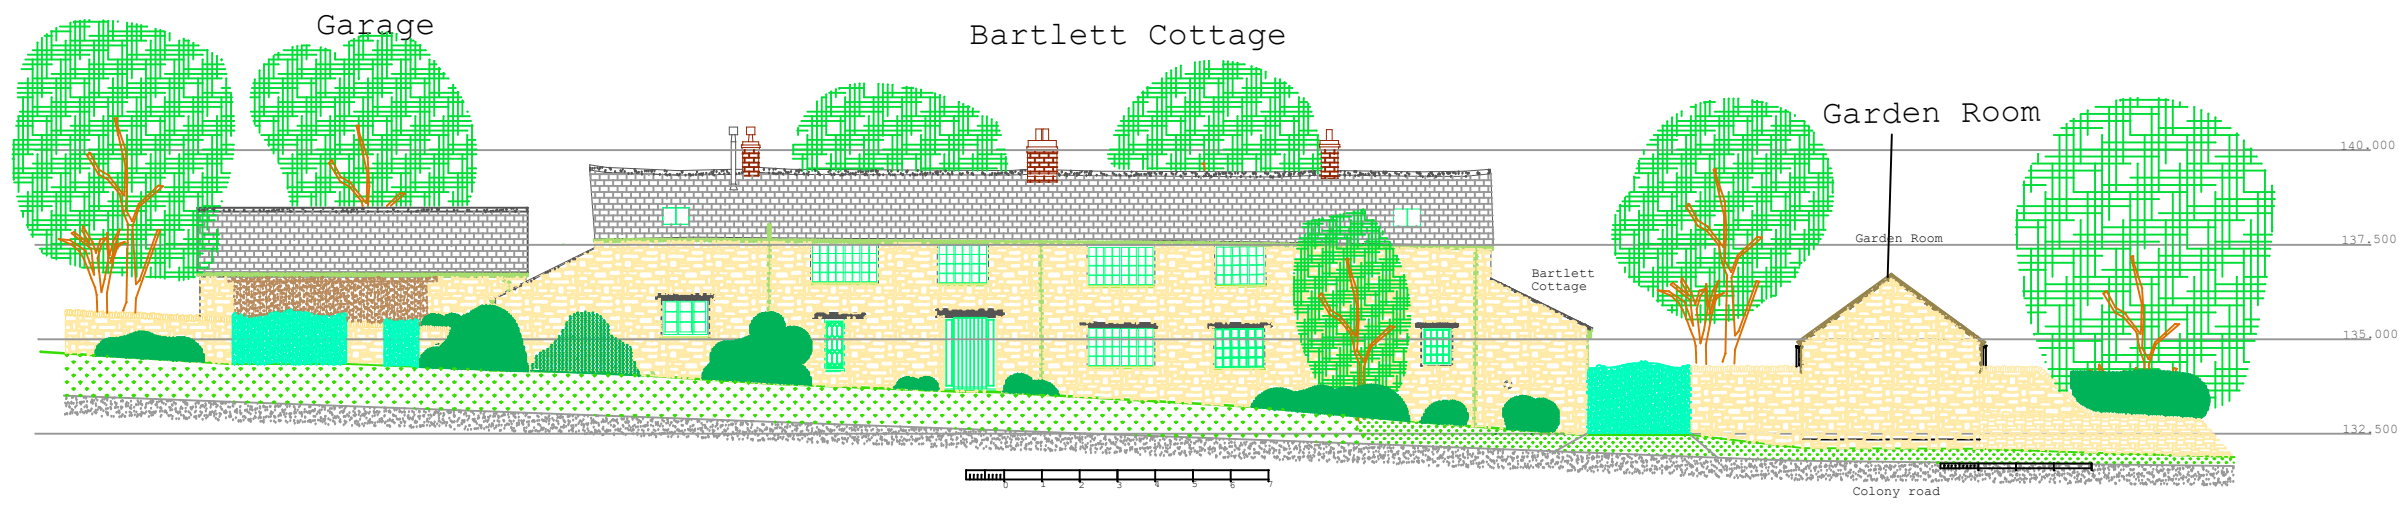 Garage
Bartlett Cottage
Garden Room
140.000
137.500
Garden Room
Bartlett
Cottage
135.000
132.500
0 1 2 3 4 5 6 7
Colony road